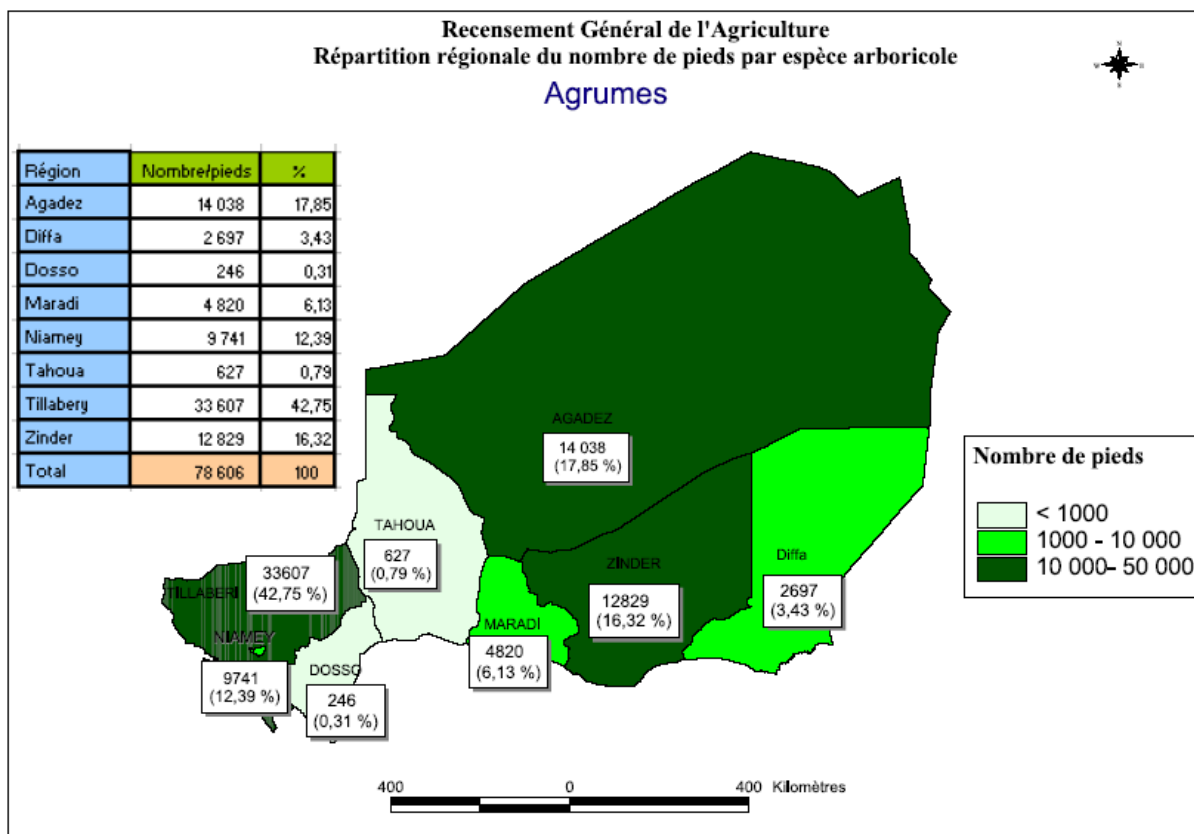 Recensement Général de l'Agriculture
Répartition régionale du nombre de pieds par espèce arboricole
Agrumes
Région Nombre/pieds %
Agadez 14 038 17,85
Diffa 2 697 3,43
Dosso 246 0,31
Maradi 4 820 6,13
Niamey 9 741 12,39
Tahoua 627 0,79
Tillabery 33 607 42,75
Zinder 12 829 16,32
Total 78 606 100
AGADEZ
14 038
(17,85 %)
TAHOUA
627
(0,79 %)
TILLABERI
33607
(42,75 %)
NIAMEY
9741
(12,39 %)
DOSSO
246
(0,31 %)
MARADI
4820
(6,13 %)
ZINDER
12829
(16,32 %)
Diffa
2697
(3,43 %)
Nombre de pieds
< 1000
1000 - 10 000
10 000- 50 000
400 0 400 Kilomètres